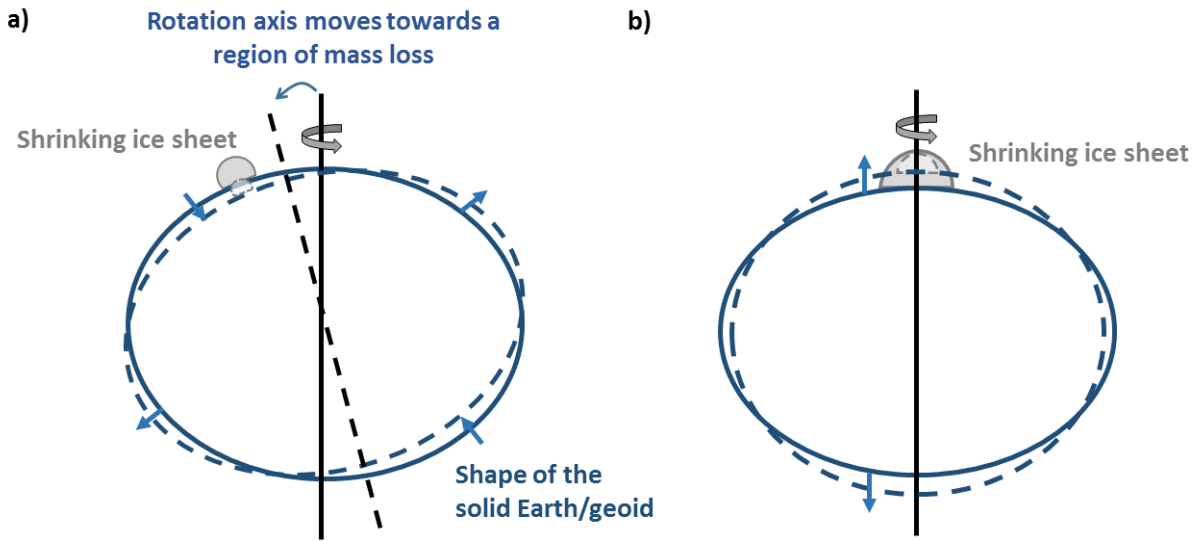 a)
Rotation axis moves towards a
region of mass loss
Shrinking ice sheet
Shape of the
solid Earth/geoid
b)
Shrinking ice sheet